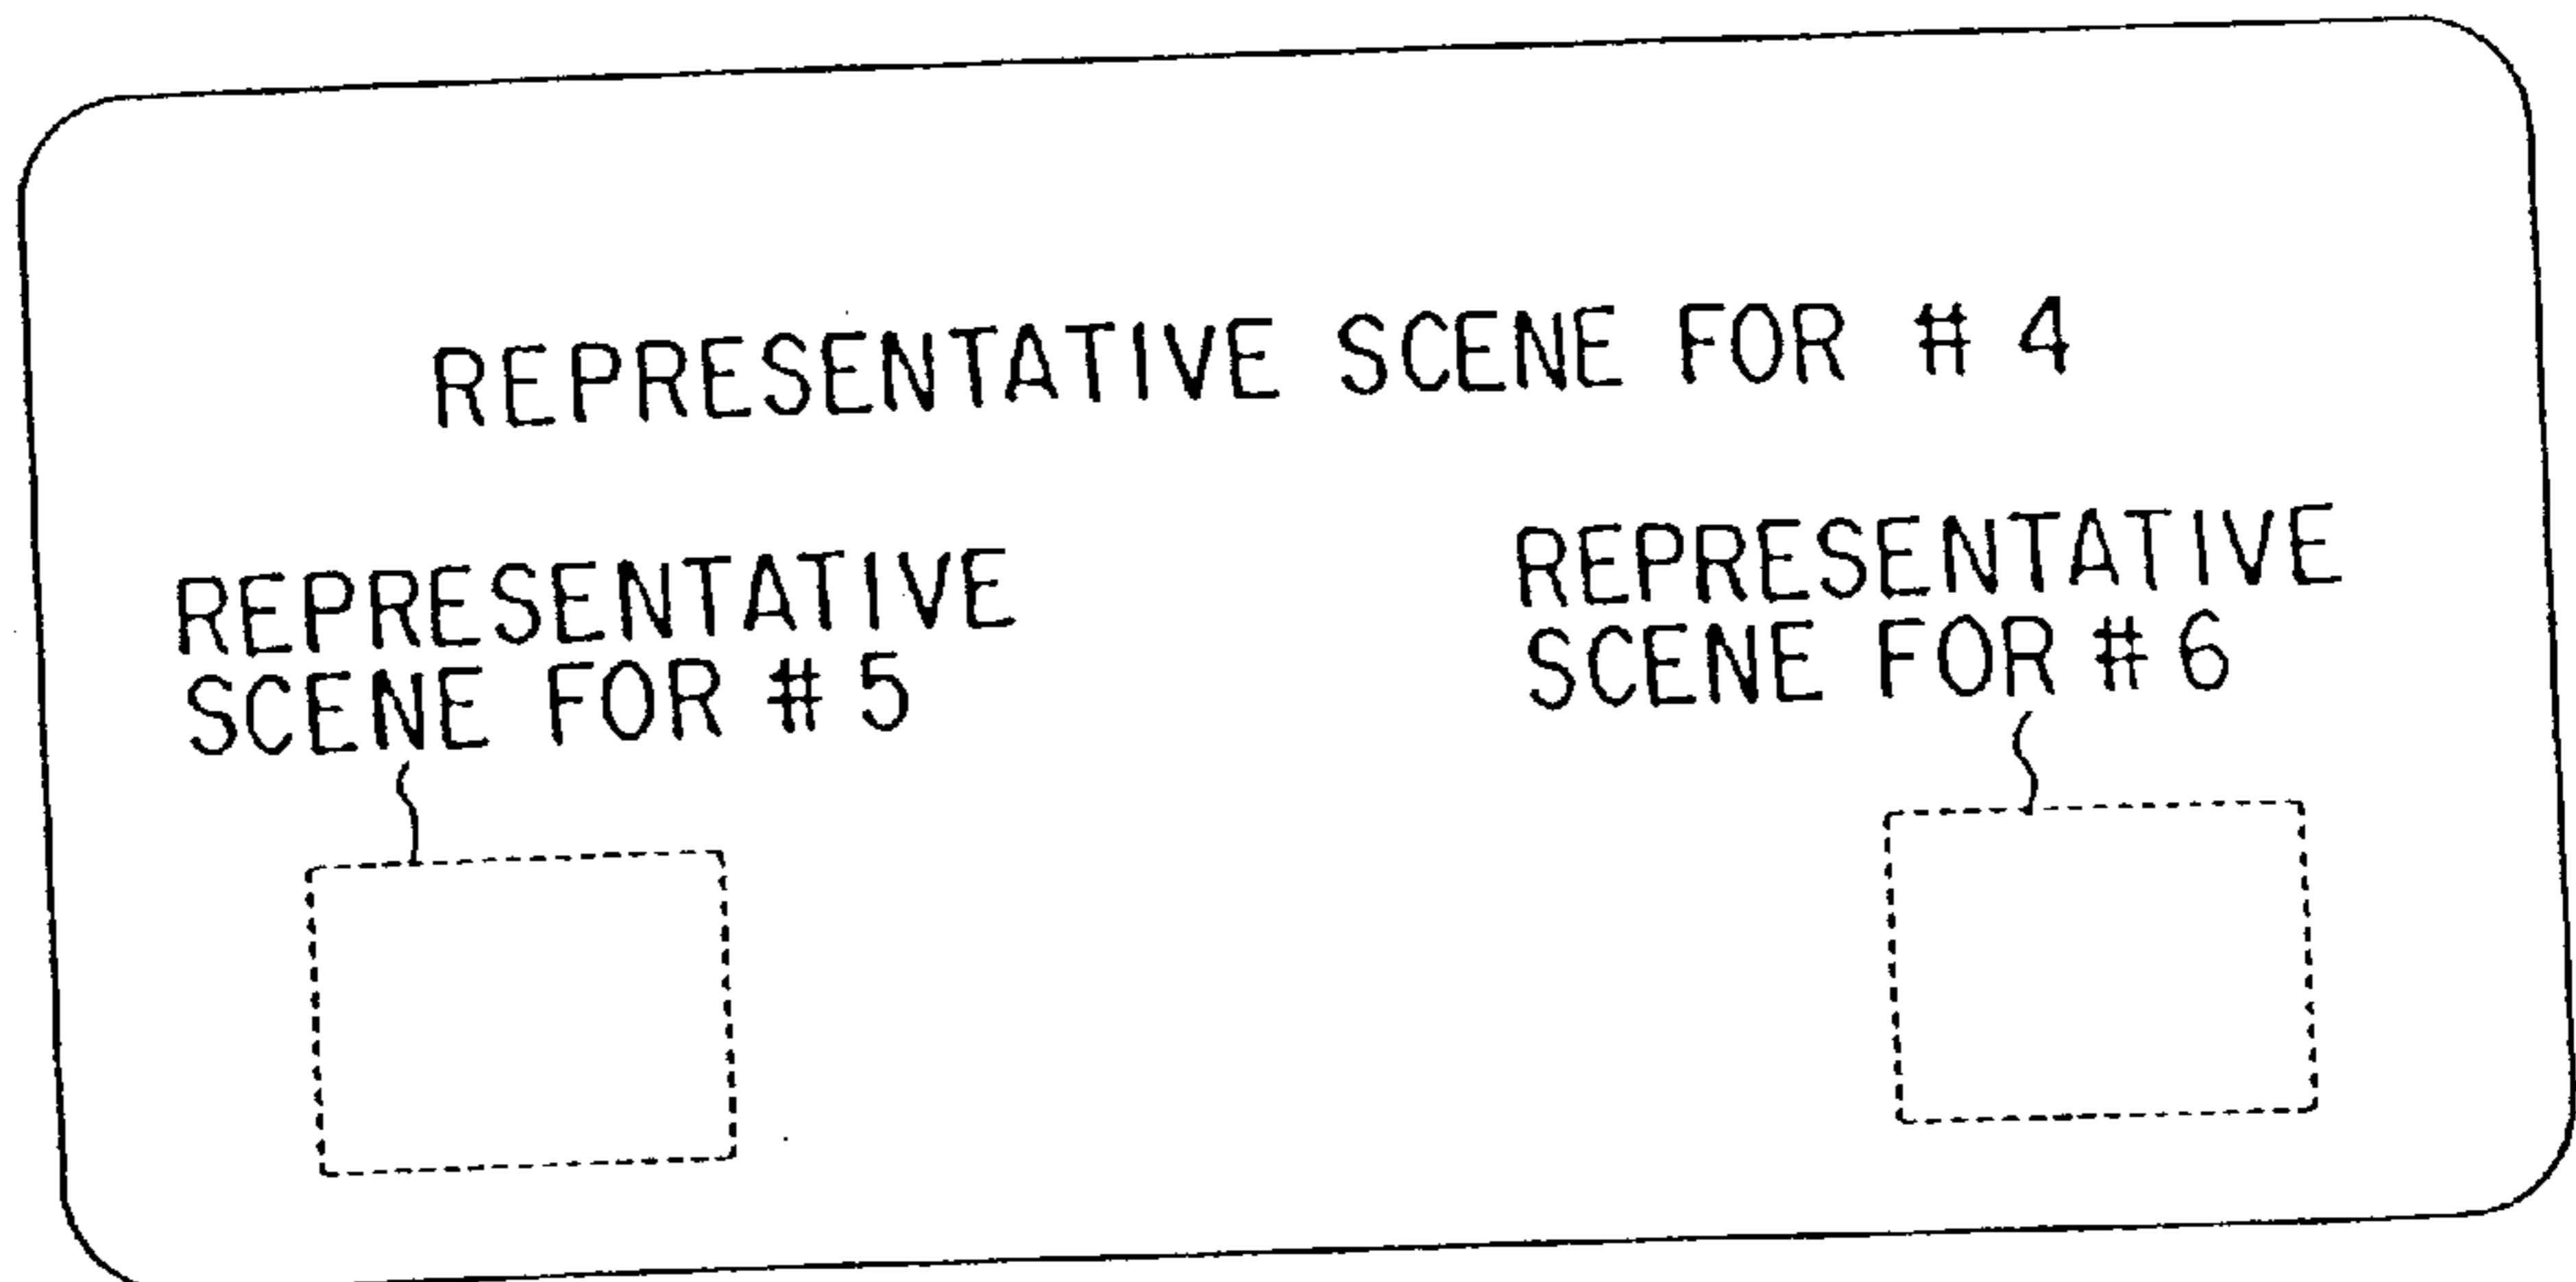 REPRESENTATIVE SCENE FOR # 4
REPRESENTATIVE
SCENE FOR # 5
REPRESENTATIVE
SCENE FOR # 6